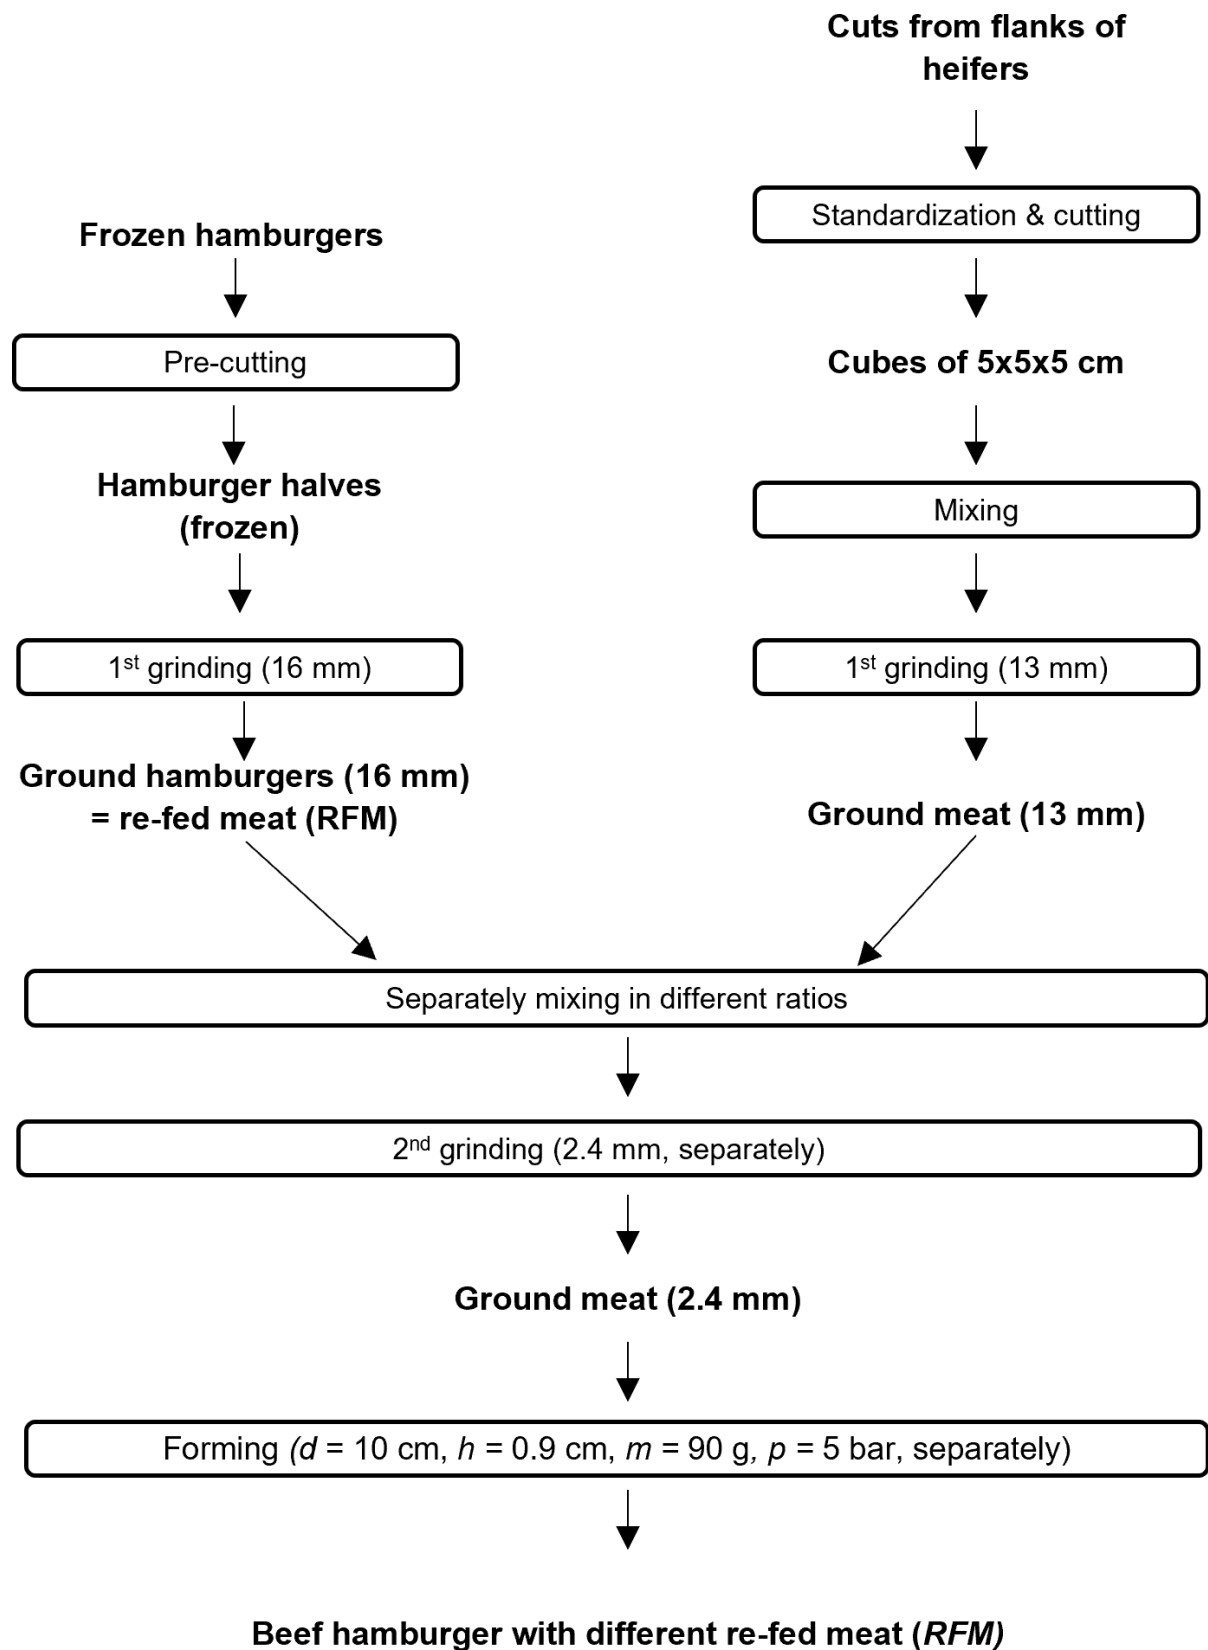 Cuts from flanks of
heifers
Standardization & cutting
Frozen hamburgers
Pre-cutting
Cubes of 5x5x5 cm
Hamburger halves
(frozen)
Mixing
1st grinding (16 mm)
1st grinding (13 mm)
Ground hamburgers (16 mm)
= re-fed meat (RFM)
Ground meat (13 mm)
Separately mixing in different ratios
2nd grinding (2.4 mm, separately)
Ground meat (2.4 mm)
Forming (d = 10 cm, h = 0.9 cm, m = 90 g, p = 5 bar, separately)
Beef hamburger with different re-fed meat (RFM)